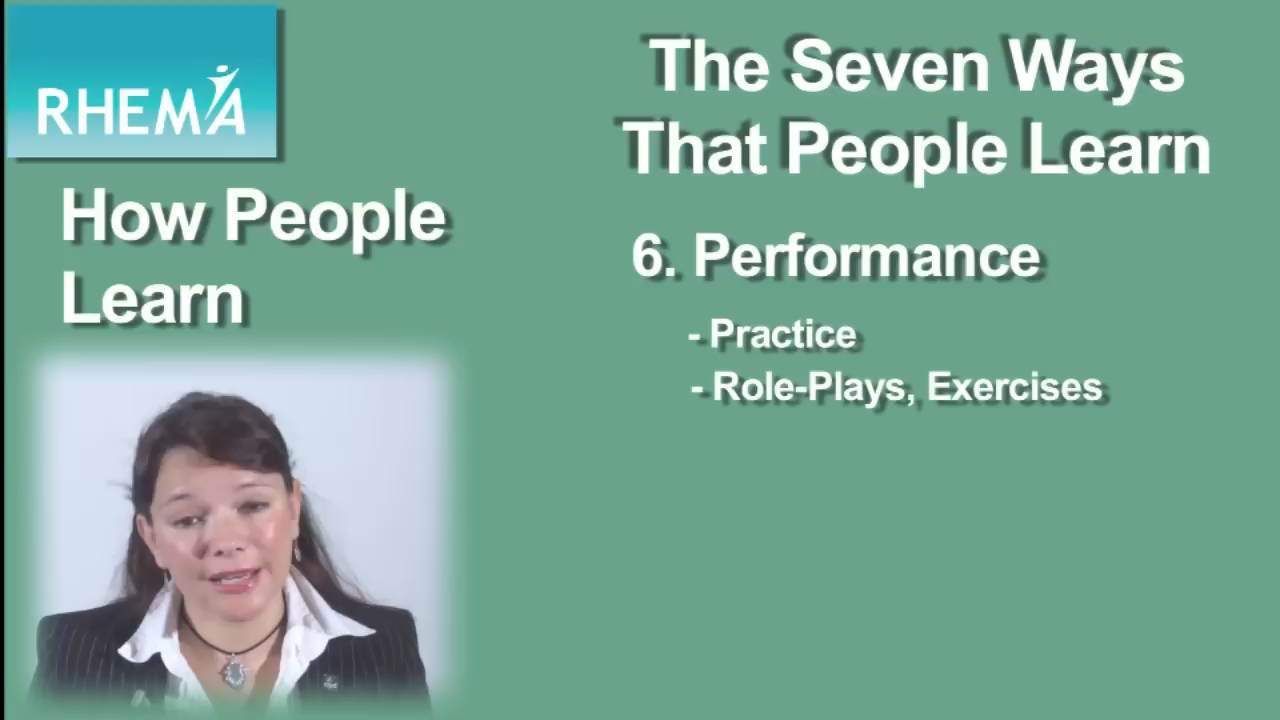 RHEMA
How People
Learn
The Seven Ways
That People Learn
6. Performance
- Practice
- Role-Plays, Exercises